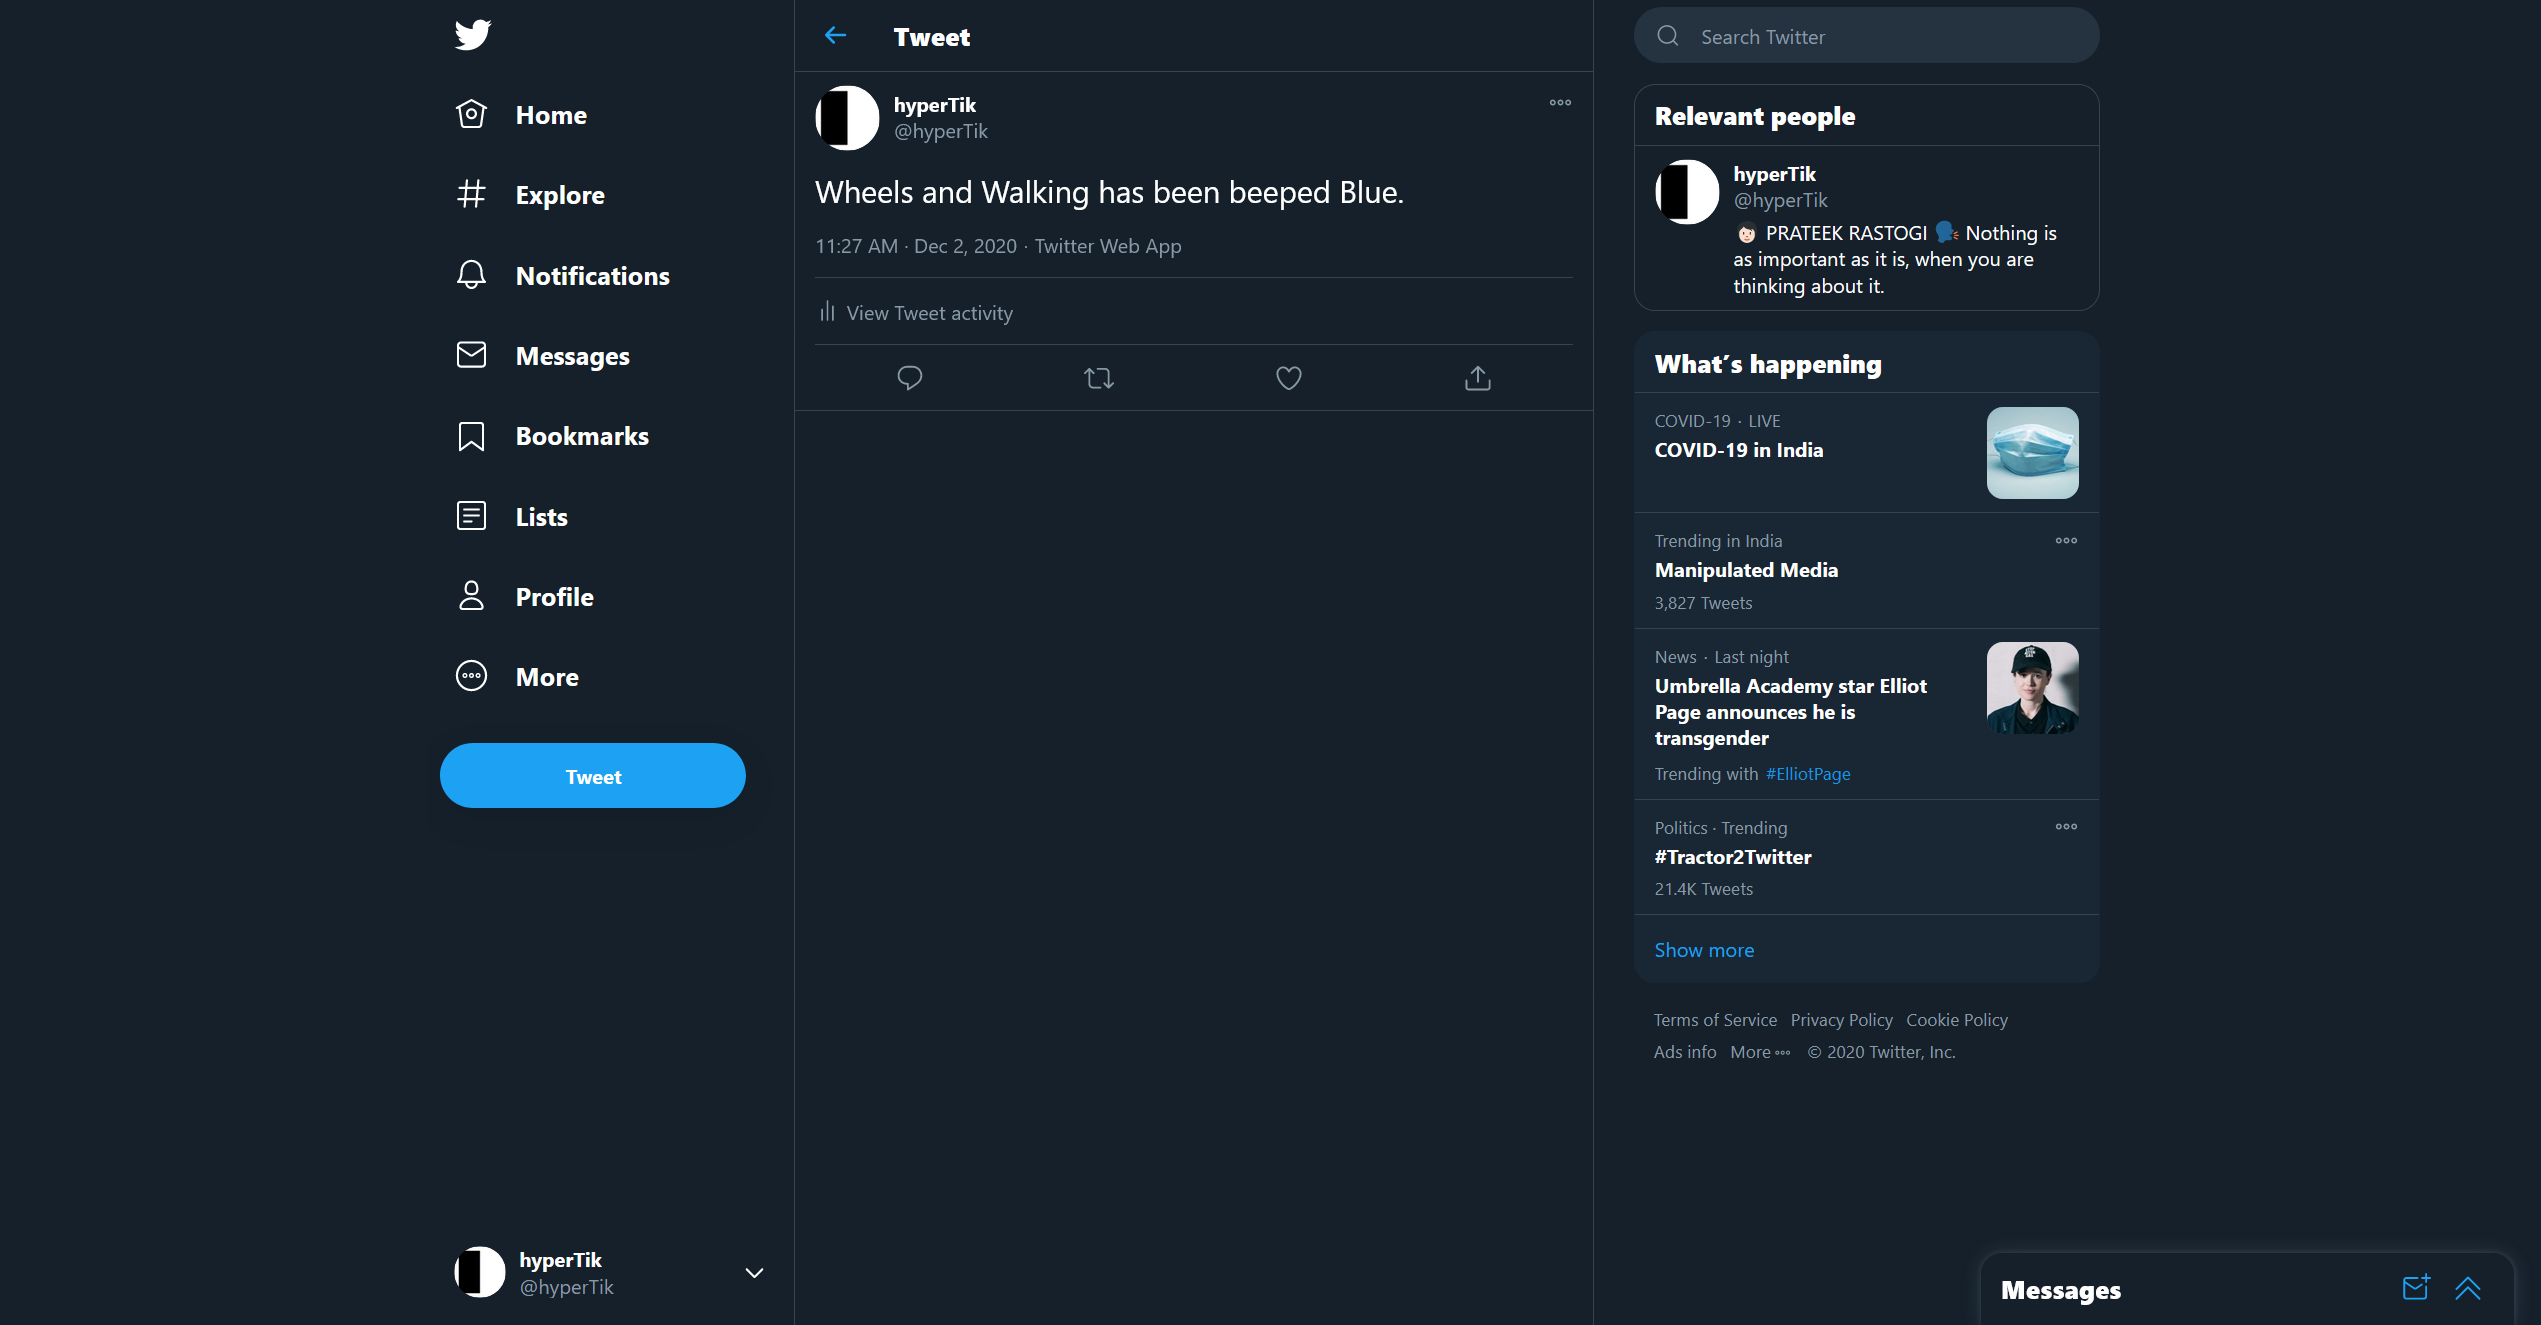 Home
Explore
Notifications
Messages
Bookmarks
Lists
Profile
More
Tweet
hyperTik
@hyperTik
Tweet
hyperTik
@hyperTik
Wheels and Walking has been beeped Blue.
11:27 AM · Dec 2, 2020 · Twitter Web App
View Tweet activity
Search Twitter
Relevant people
hyperTik
@hyperTik
PRATEEK RASTOGI Nothing is
as important as it is, when you are
thinking about it.
What's happening
COVID-19 · LIVE
COVID-19 in India
Trending in India
Manipulated Media
3,827 Tweets
News · Last night
Umbrella Academy star Elliot
Page announces he is
transgender
Trending with #ElliotPage
Politics · Trending
#Tractor2Twitter
21.4K Tweets
Show more
Terms of Service Privacy Policy Cookie Policy
Ads info More © 2020 Twitter, Inc.
Messages